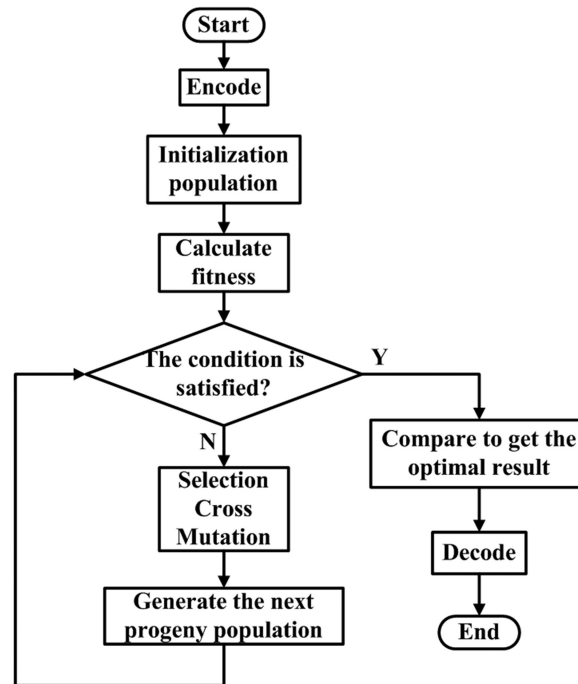 Start
Encode
Initialization
population
Calculate
fitness
The condition is
satisfied?
Y
N
Compare to get the
optimal result
Selection
Cross
Mutation
Decode
Generate the next
progeny population
End